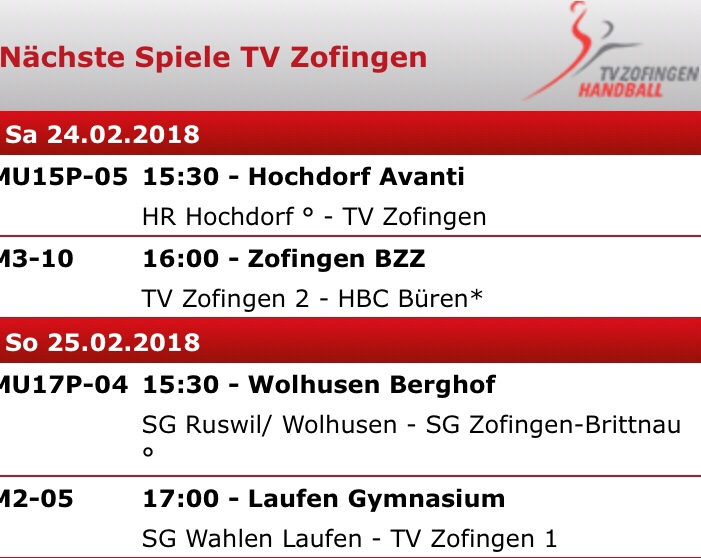 Nächste Spiele TV Zofingen
TVZOFINGEN
HANDBALL
Sa 24.02.2018
MU15P-05 15:30 - Hochdorf Avanti
HR Hochdorf ° - TV Zofingen
M3-10 16:00 - Zofingen BZZ
TV Zofingen 2 - HBC Büren*
So 25.02.2018
MU17P-04 15:30 - Wolhusen Berghof
SG Ruswil/ Wolhusen - SG Zofingen-Brittnau
°
M2-05 17:00 - Laufen Gymnasium
SG Wahlen Laufen - TV Zofingen 1